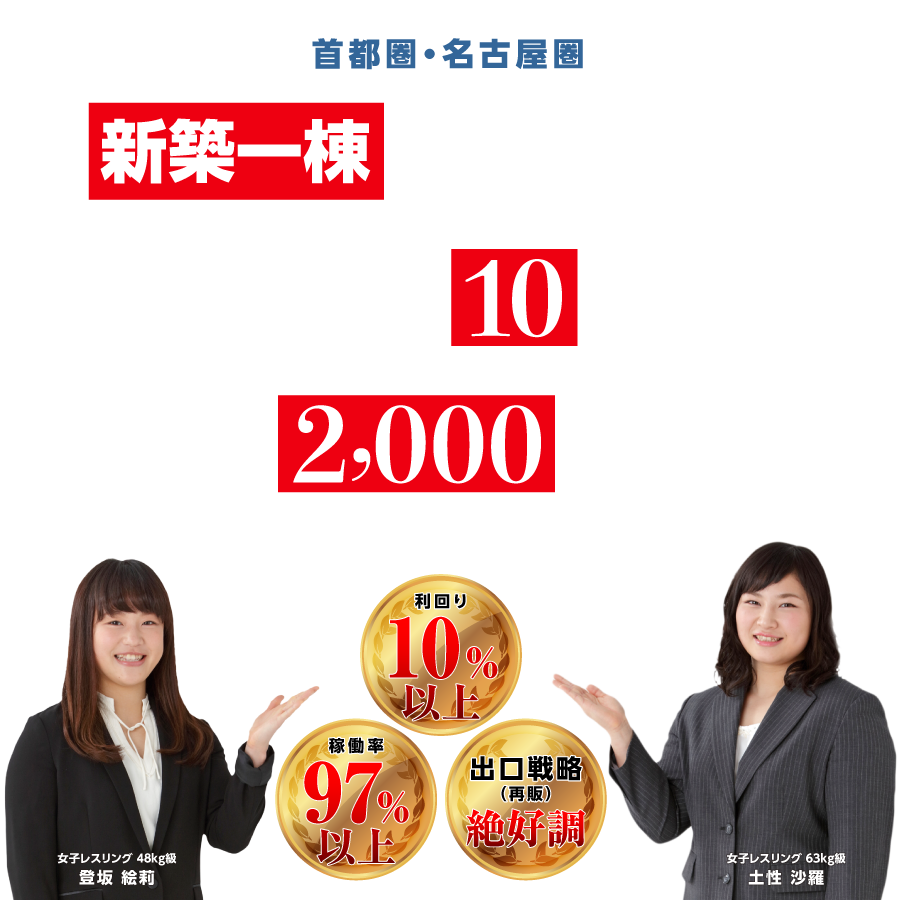 首都圏・名古屋圏
新築一棟
10
2,000
利回り
10%
以上
稼働率
97%
以上
出口戦略
(再販)
絶好調
女子レスリング 48kg級
登坂 絵莉
女子レスリング 63kg級
土性 沙羅